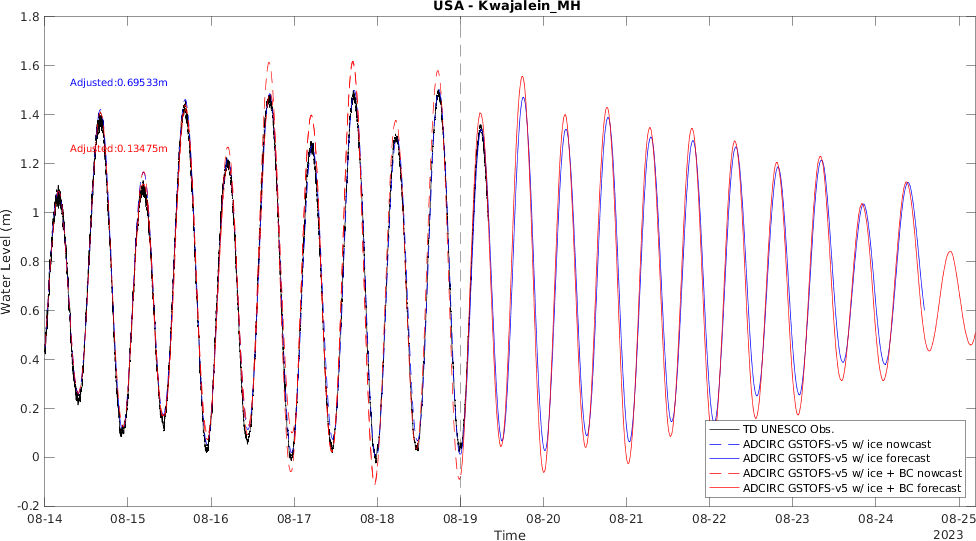 USA - Kwajalein_MH
1.8
1.6
1.4
1.2
1
0.8
0.6
0.4
0.2
0
-0.2
Water Level (m)
Adjusted:0.69533m
Adjusted:0.13475m
TD UNESCO Obs.
ADCIRC GSTOFS-v5 w/ ice nowcast
ADCIRC GSTOFS-v5 w/ ice forecast
ADCIRC GSTOFS-v5 w/ ice + BC nowcast
ADCIRC GSTOFS-v5 w/ ice + BC forecast
08-14 08-15 08-16 08-17 08-18 08-19 08-20 08-21 08-22 08-23 08-24 08-25
2023
Time